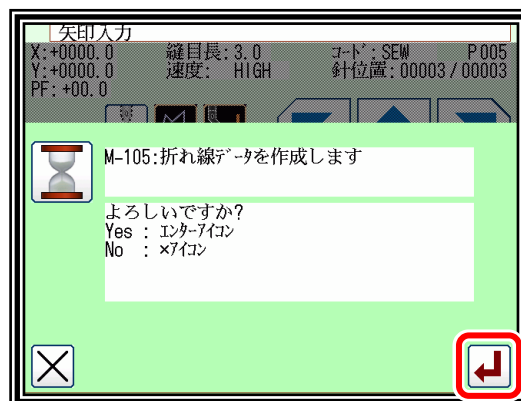 矢印入力
X:+0000.0 縫目長:3.0 コード:SEW P005
Y:+0000.0 速度: HIGH 針位置:00003/00003
PF:+00.0
M-105:折れ線データを作成します
よろしいですか?
Yes : エンターアイコン
No : ×アイコン